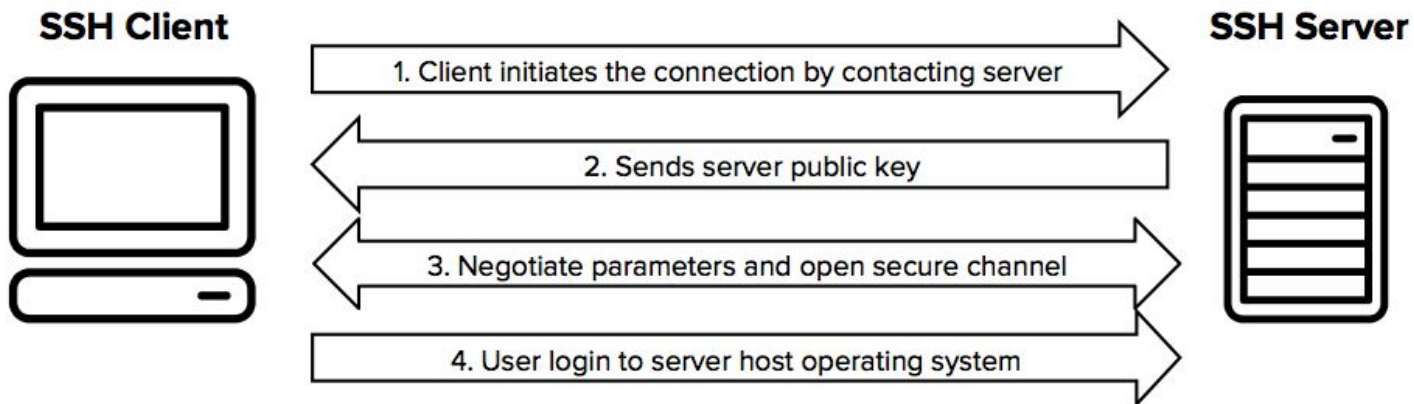 SSH Client
SSH Server
1. Client initiates the connection by contacting server
2. Sends server public key
3. Negotiate parameters and open secure channel
4. User login to server host operating system